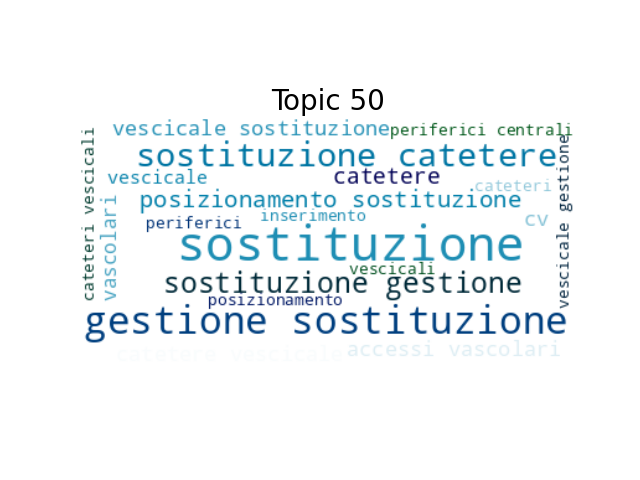 Topic 50
vescicale sostituzione
periferici centrali
sostituzione catetere
vescicale
catetere
cateteri
posizionamento sostituzione
periferici
inserimento
cv
sostituzione
vescicali
sostituzione gestione
posizionamento
gestione sostituzione
catetere vescicale
accessi vascolari
cateteri vescicali
vascolari
vescicale gestione